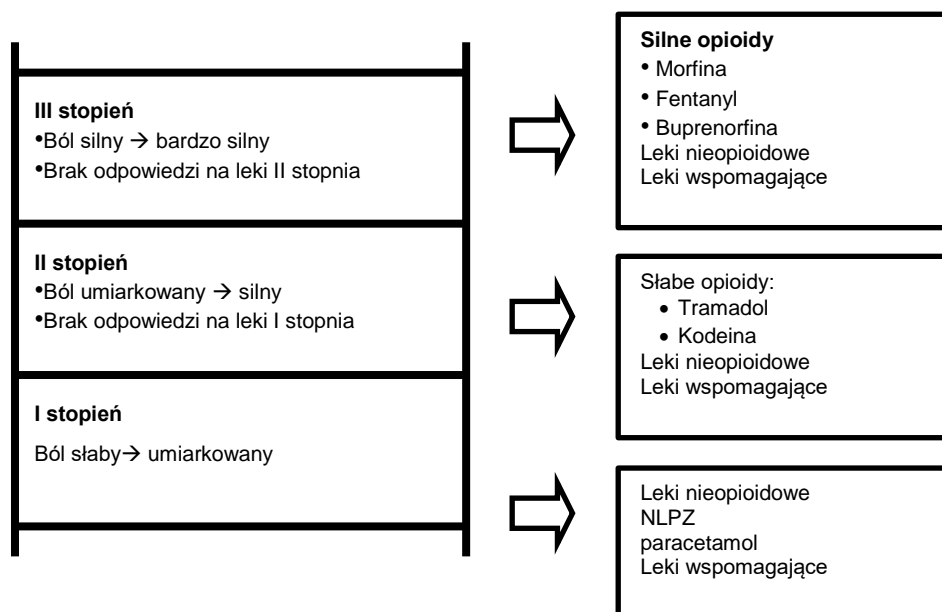 III stopień
•Ból silny → bardzo silny
•Brak odpowiedzi na leki II stopnia
Silne opioidy
• Morfina
• Fentanyl
• Buprenorfina
Leki nieopioidowe
Leki wspomagające
II stopień
•Ból umiarkowany → silny
•Brak odpowiedzi na leki I stopnia
Słabe opioidy:
• Tramadol
• Kodeina
Leki nieopioidowe
Leki wspomagające
I stopień
Ból słaby→ umiarkowany
Leki nieopioidowe
NLPZ
paracetamol
Leki wspomagające